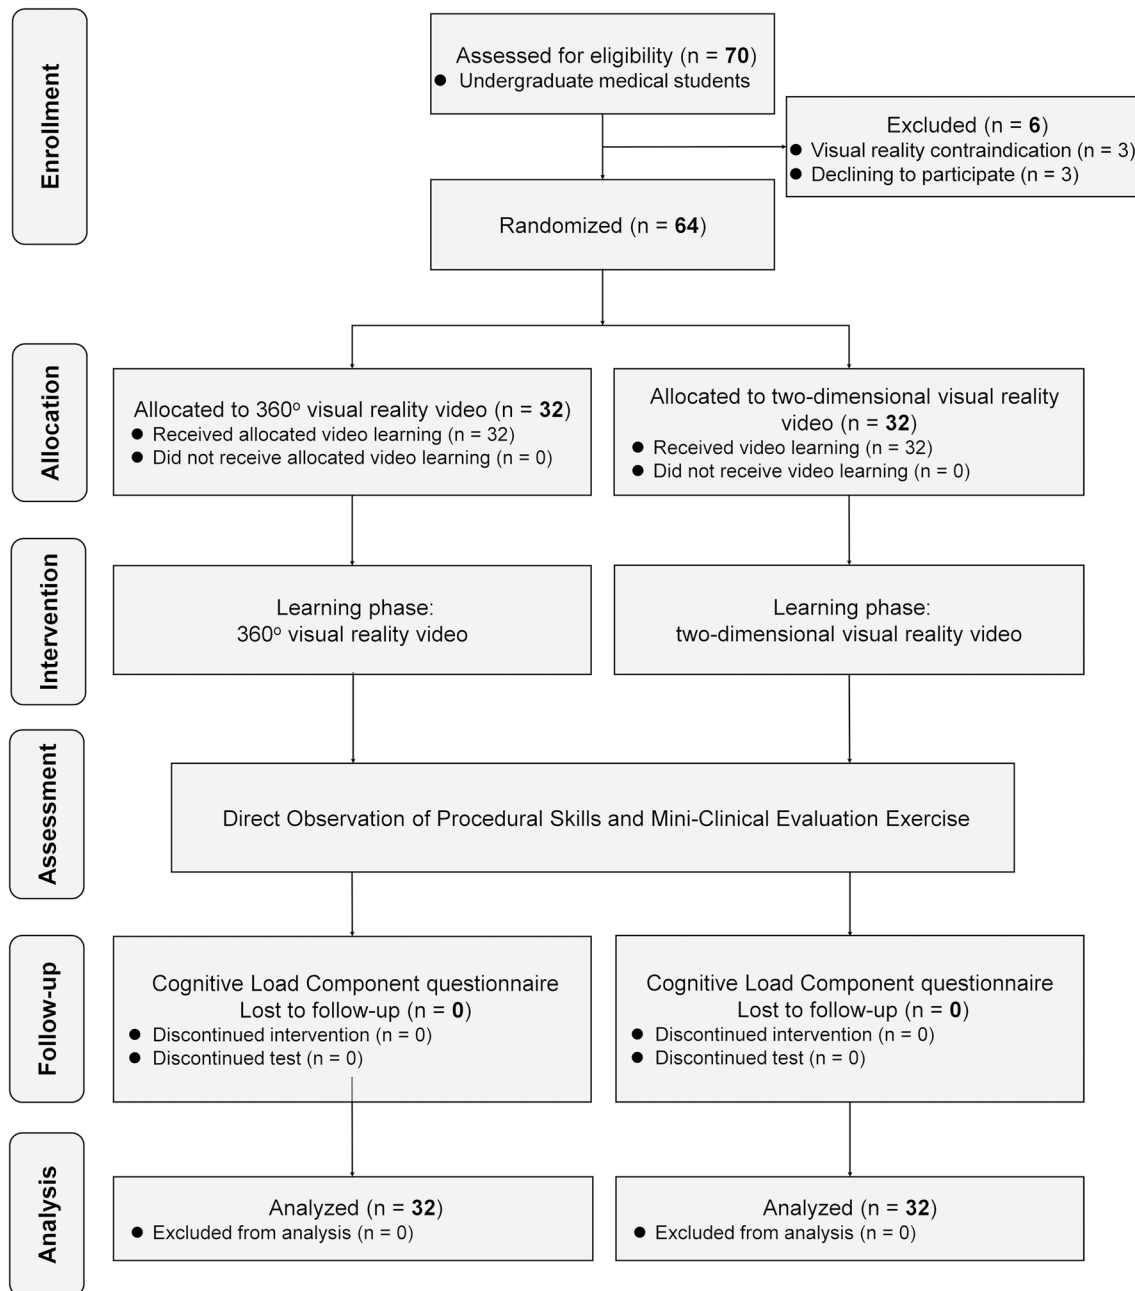 Enrollment
Assessed for eligibility (n = 70)
● Undergraduate medical students
Excluded (n = 6)
● Visual reality contraindication (n = 3)
● Declining to participate (n = 3)
Randomized (n = 64)
Allocation
Allocated to 360º visual reality video (n = 32)
● Received allocated video learning (n = 32)
● Did not receive allocated video learning (n = 0)
Allocated to two-dimensional visual reality
video (n = 32)
● Received video learning (n = 32)
● Did not receive video learning (n = 0)
Intervention
Learning phase:
360º visual reality video
Learning phase:
two-dimensional visual reality video
Assessment
Direct Observation of Procedural Skills and Mini-Clinical Evaluation Exercise
Follow-up
Cognitive Load Component questionnaire
Lost to follow-up (n = 0)
● Discontinued intervention (n = 0)
● Discontinued test (n = 0)
Cognitive Load Component questionnaire
Lost to follow-up (n = 0)
● Discontinued intervention (n = 0)
● Discontinued test (n = 0)
Analysis
Analyzed (n = 32)
● Excluded from analysis (n = 0)
Analyzed (n = 32)
● Excluded from analysis (n = 0)